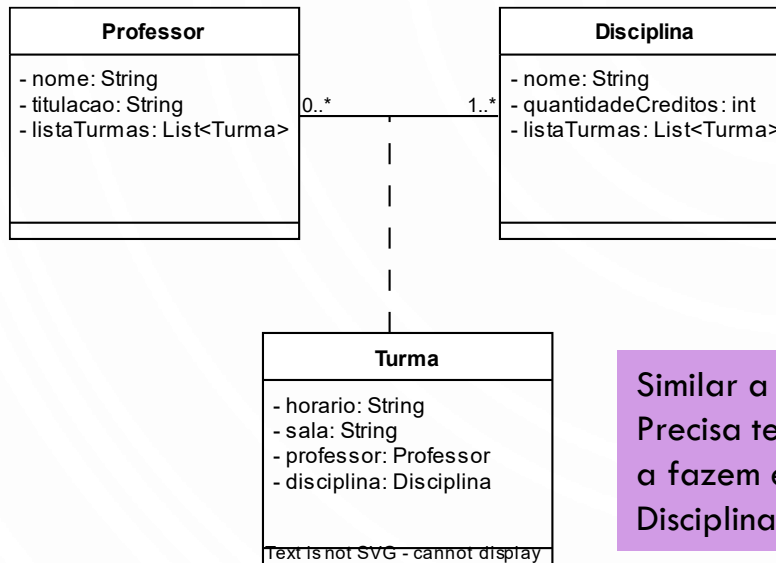 Professor
- nome: String
- titulacao: String
- listaTurmas: List<Turma>
0..*
1..*
Disciplina
- nome: String
- quantidadeCreditos: int
- listaTurmas: List<Turma>
Turma
- horario: String
- sala: String
- professor: Professor
- disciplina: Disciplina
Text is not SVG - cannot display
Similar a
Precisa
a fazem
Disciplina